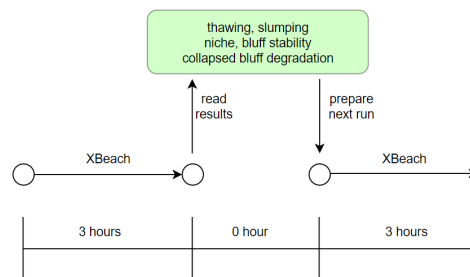 thawing, slumping
niche, bluff stability
collapsed bluff degradation
read
results
prepare
next run
XBeach
XBeach
3 hours
0 hour
3 hours